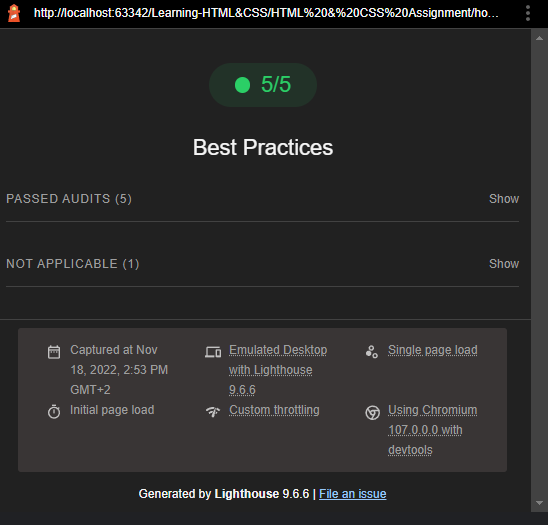 http://localhost:63342/Learning-HTML&CSS/HTML%20&%20CSS%20Assignment/ho...
5/5
Best Practices
PASSED AUDITS (5)
Show
NOT APPLICABLE (1)
Show
Captured at Nov
18, 2022, 2:53 PM
GMT+2
Emulated Desktop
with Lighthouse
9.6.6
Single page load
Initial page load
Custom throttling
Using Chromium
107.0.0.0 with
devtools
Generated by Lighthouse 9.6.6 | File an issue